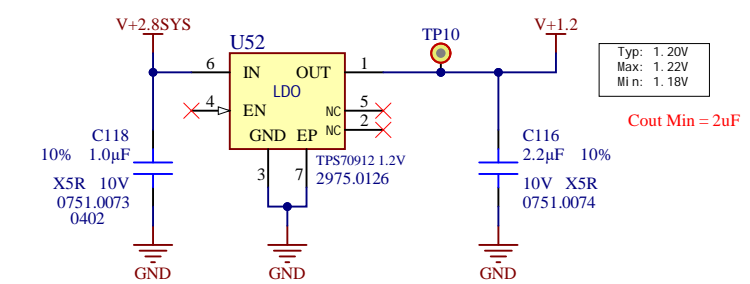 V+2.8SYS
U52
TP10
V+1.2
6
IN
OUT
1
LDO
4
EN
NC
5
NC
2
GND
EP
3
7
TPS70912 1.2V
2975.0126
C118
10%
1.0µF
X5R
10V
0751.0073
0402
C116
2.2µF
10%
10V
X5R
0751.0074
GND
GND
GND
Typ: 1.20V
Max: 1.22V
Min: 1.18V
Cout Min = 2uF